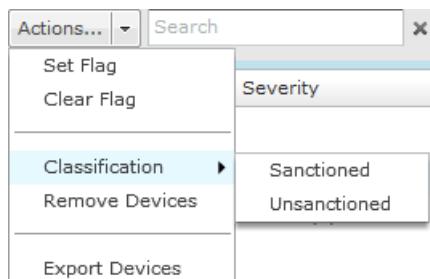 Actions... Search
Set Flag
Clear Flag
Severity
Classification
Sanctioned
Remove Devices
Unsanctioned
Export Devices